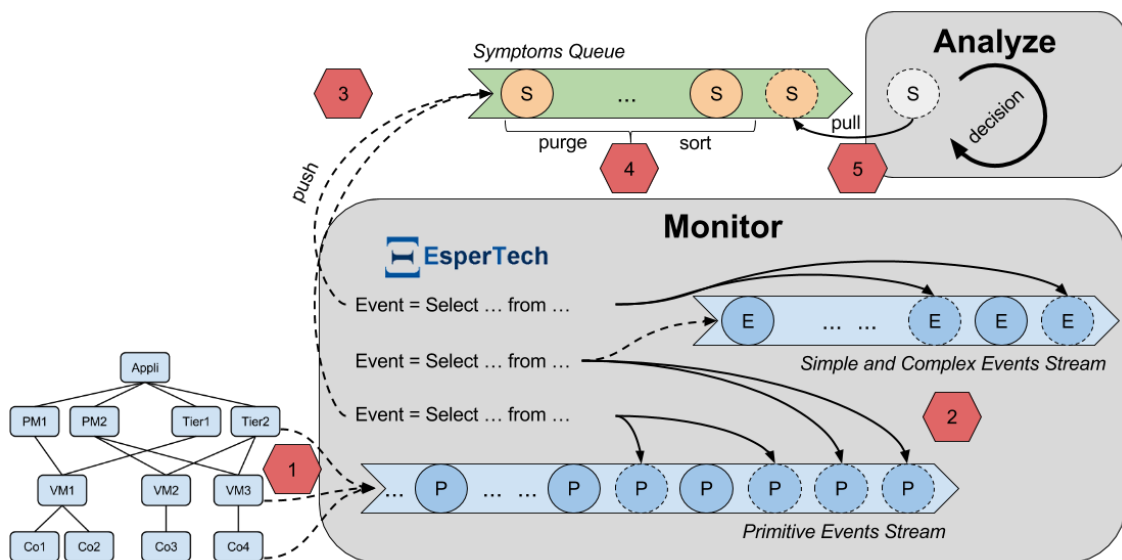 Analyze
Symptoms Queue
3
S
...
S
S
S
decision
pull
purge
sort
4
5
push
Monitor
EsperTech
Event = Select ... from ...
E
... ...
E
E
E
Event = Select ... from ...
Simple and Complex Events Stream
Appli
Event = Select ... from ...
2
PM1
PM2
Tier1
Tier2
1
VM1
VM2
VM3
...
P
... ...
P
P
P
P
P
P
Primitive Events Stream
Co1
Co2
Co3
Co4